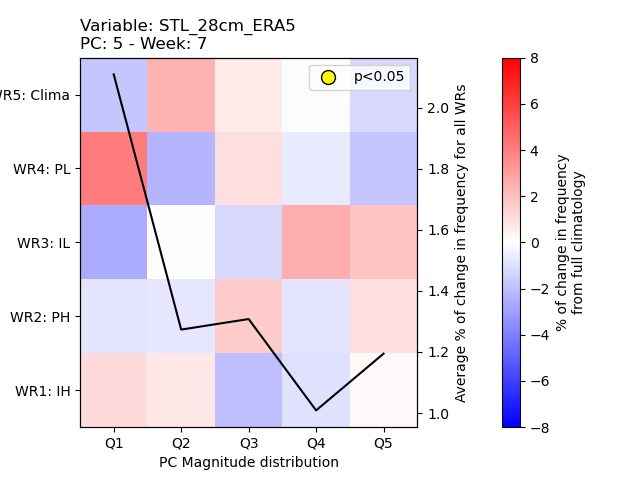 Variable: STL_28cm_ERA5
PC: 5 - Week: 7
p<0.05
WR5: Clima
WR4: PL
WR3: IL
WR2: PH
WR1: IH
Q1 Q2 Q3 Q4 Q5
PC Magnitude distribution
2.0
1.8
1.6
1.4
1.2
1.0
Average % of change in frequency for all WRs
8
6
4
2
0
−2
−4
−6
−8
% of change in frequency
from full climatology